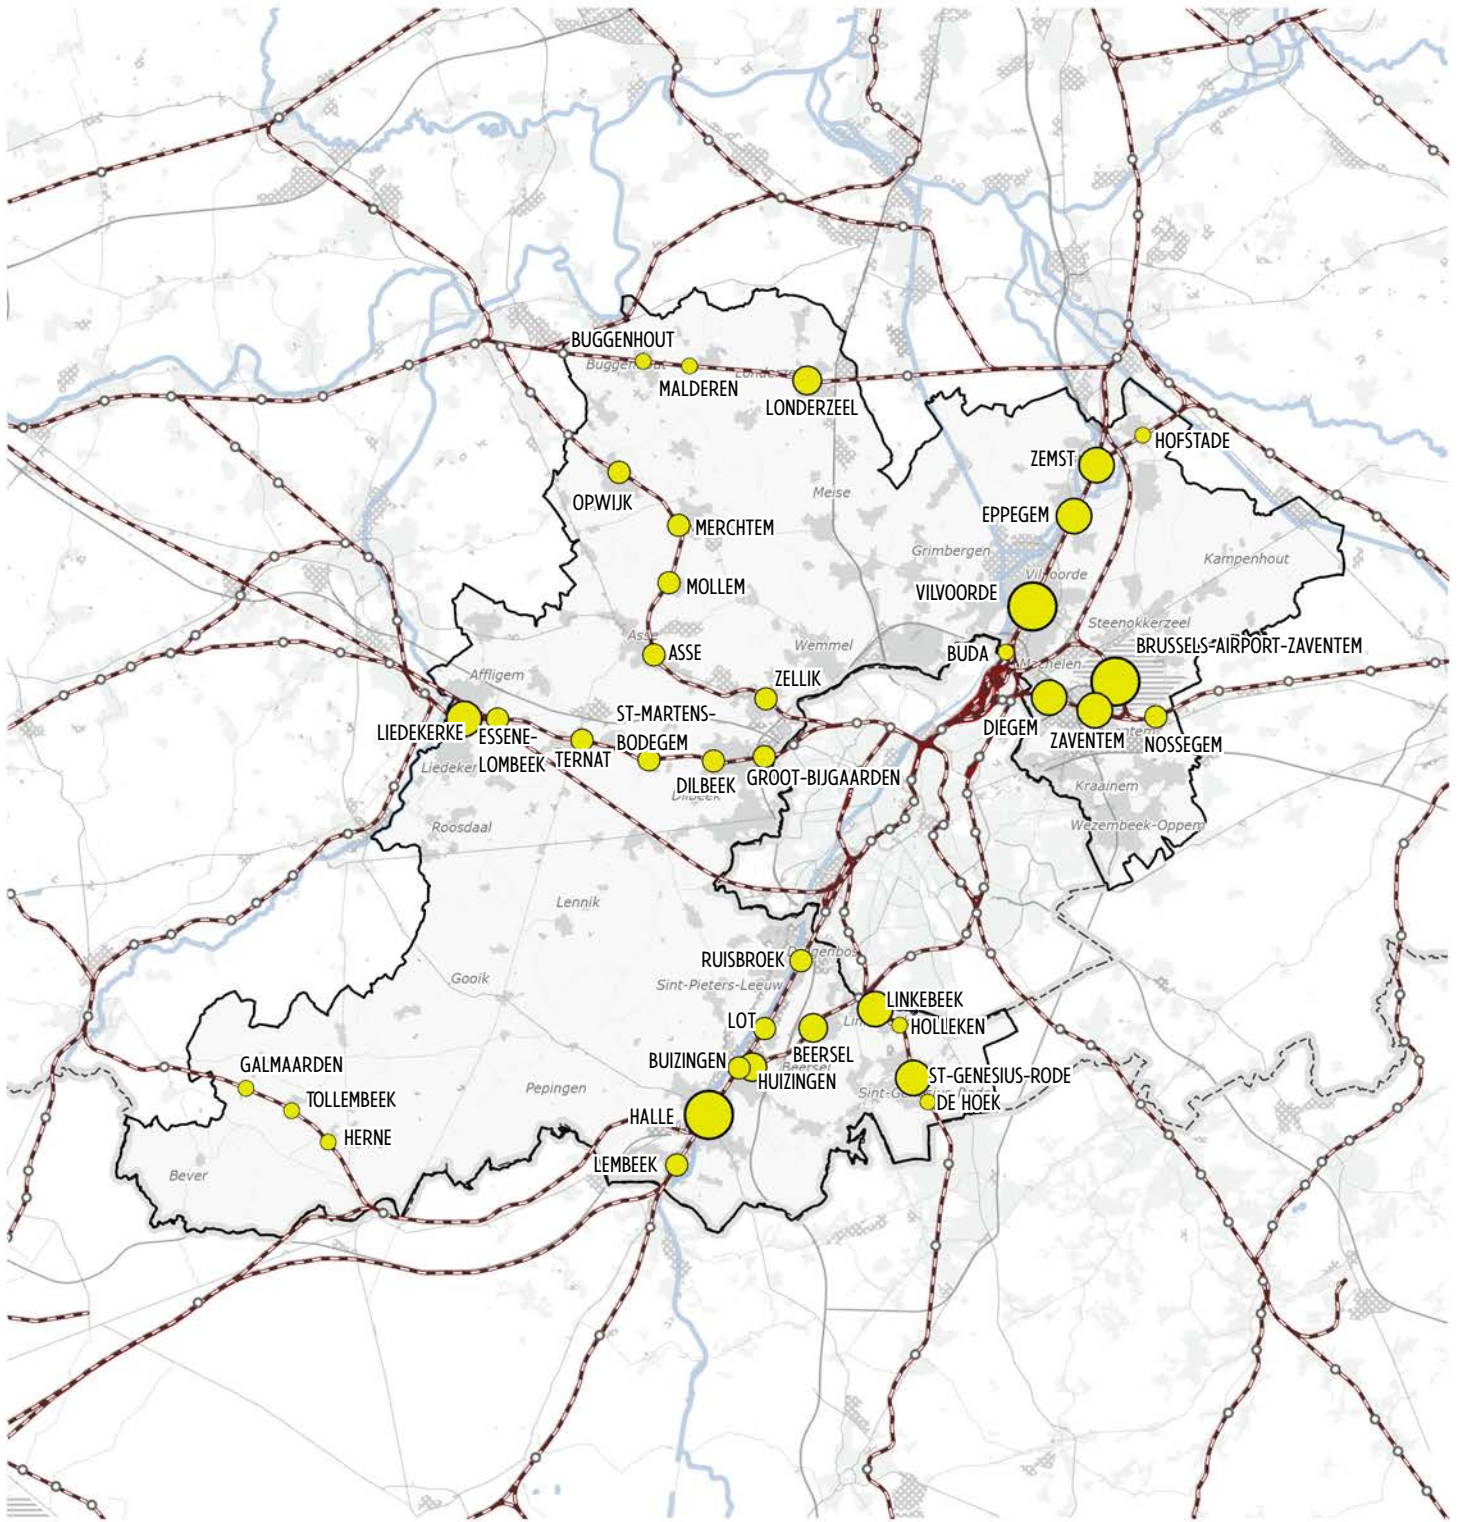 BUGGENHOUT
MALDEREN
LONDERZEEL
HOFSTADE
ZEMST
OPWIJK
Meise
EPPEGEM
MERCHTEM
Grimbergen
Kampenhout
Vilvoorde
MOLLEM
VILVOORDE
Steenokkerzeel
Asse
Wemmel
ASSE
BUDA
Machelen
BRUSSELS-AIRPORT-ZAVENTEM
Affligem
ZELLIK
ST-MARTENS-
BODEGEM
LIEDEKERKE
ESSENE-
LOMBEEK
TERNAT
DIEGEM
ZAVENTEM
NOSSEGEM
DILBEEK
GROOT-BIJGAARDEN
Kraainem
Roosdaal
Wezembeek-Oppem
Lennik
RUISBROEK
Gooik
Sint-Pieters-Leeuw
LINKEBEEK
LOT
HOLLEKEN
BEERSEL
BUIZINGEN
Beersel
HUIZINGEN
ST-GENESIUS-RODE
GALMAARDEN
Pepingen
TOLLEMBEEK
DE HOEK
HALLE
HERNE
LEMBEEK
Bever